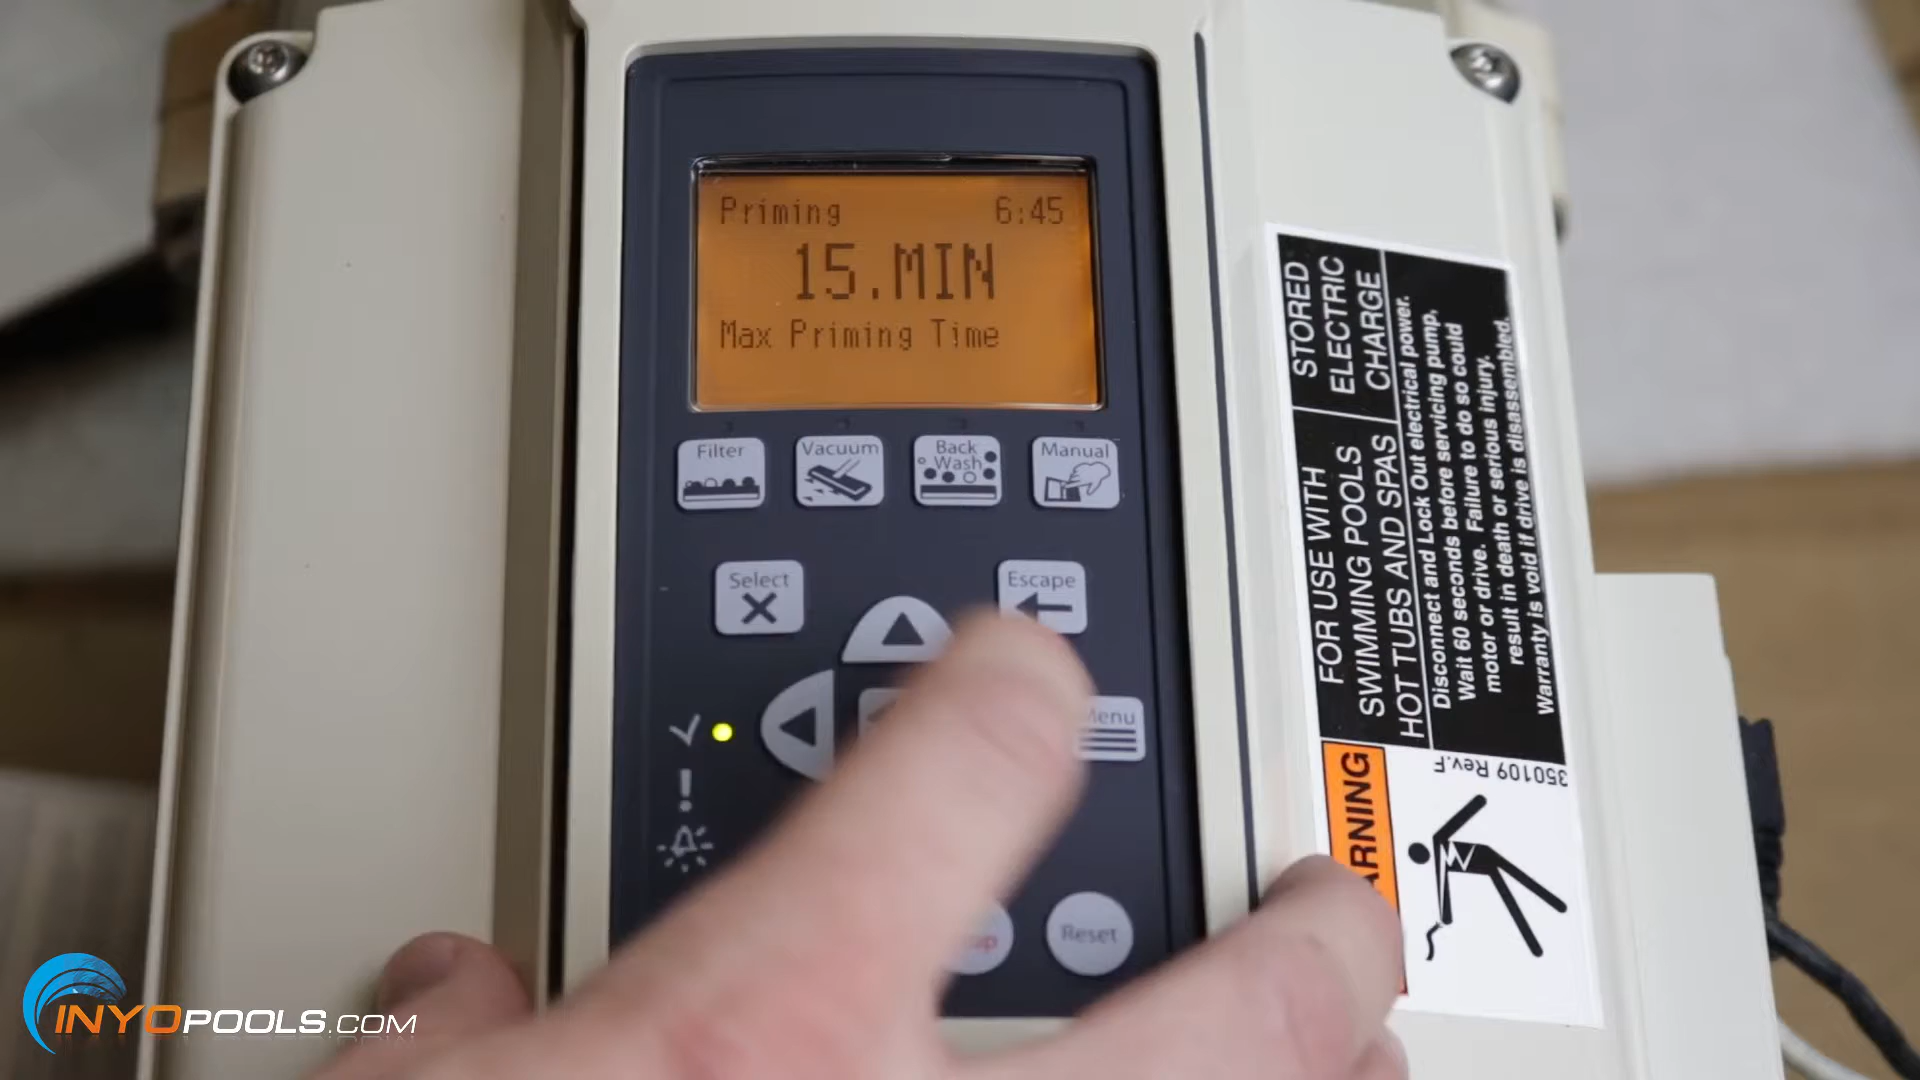 Priming 6:45
15.MIN
Max Priming Time
Filter
Vacuum
Back
Wash
Manual
Select
Escape
Menu
Reset
STORED
ELECTRIC
CHARGE
FOR USE WITH
SWIMMING POOLS
HOT TUBS AND SPAS
Disconnect and Lock Out electrical power.
Wait 60 seconds before servicing pump,
motor or drive. Failure to do so could
result in death or serious injury.
Warranty is void if drive is disassembled.
350109 Rev.F
INYOPOOLS.COM